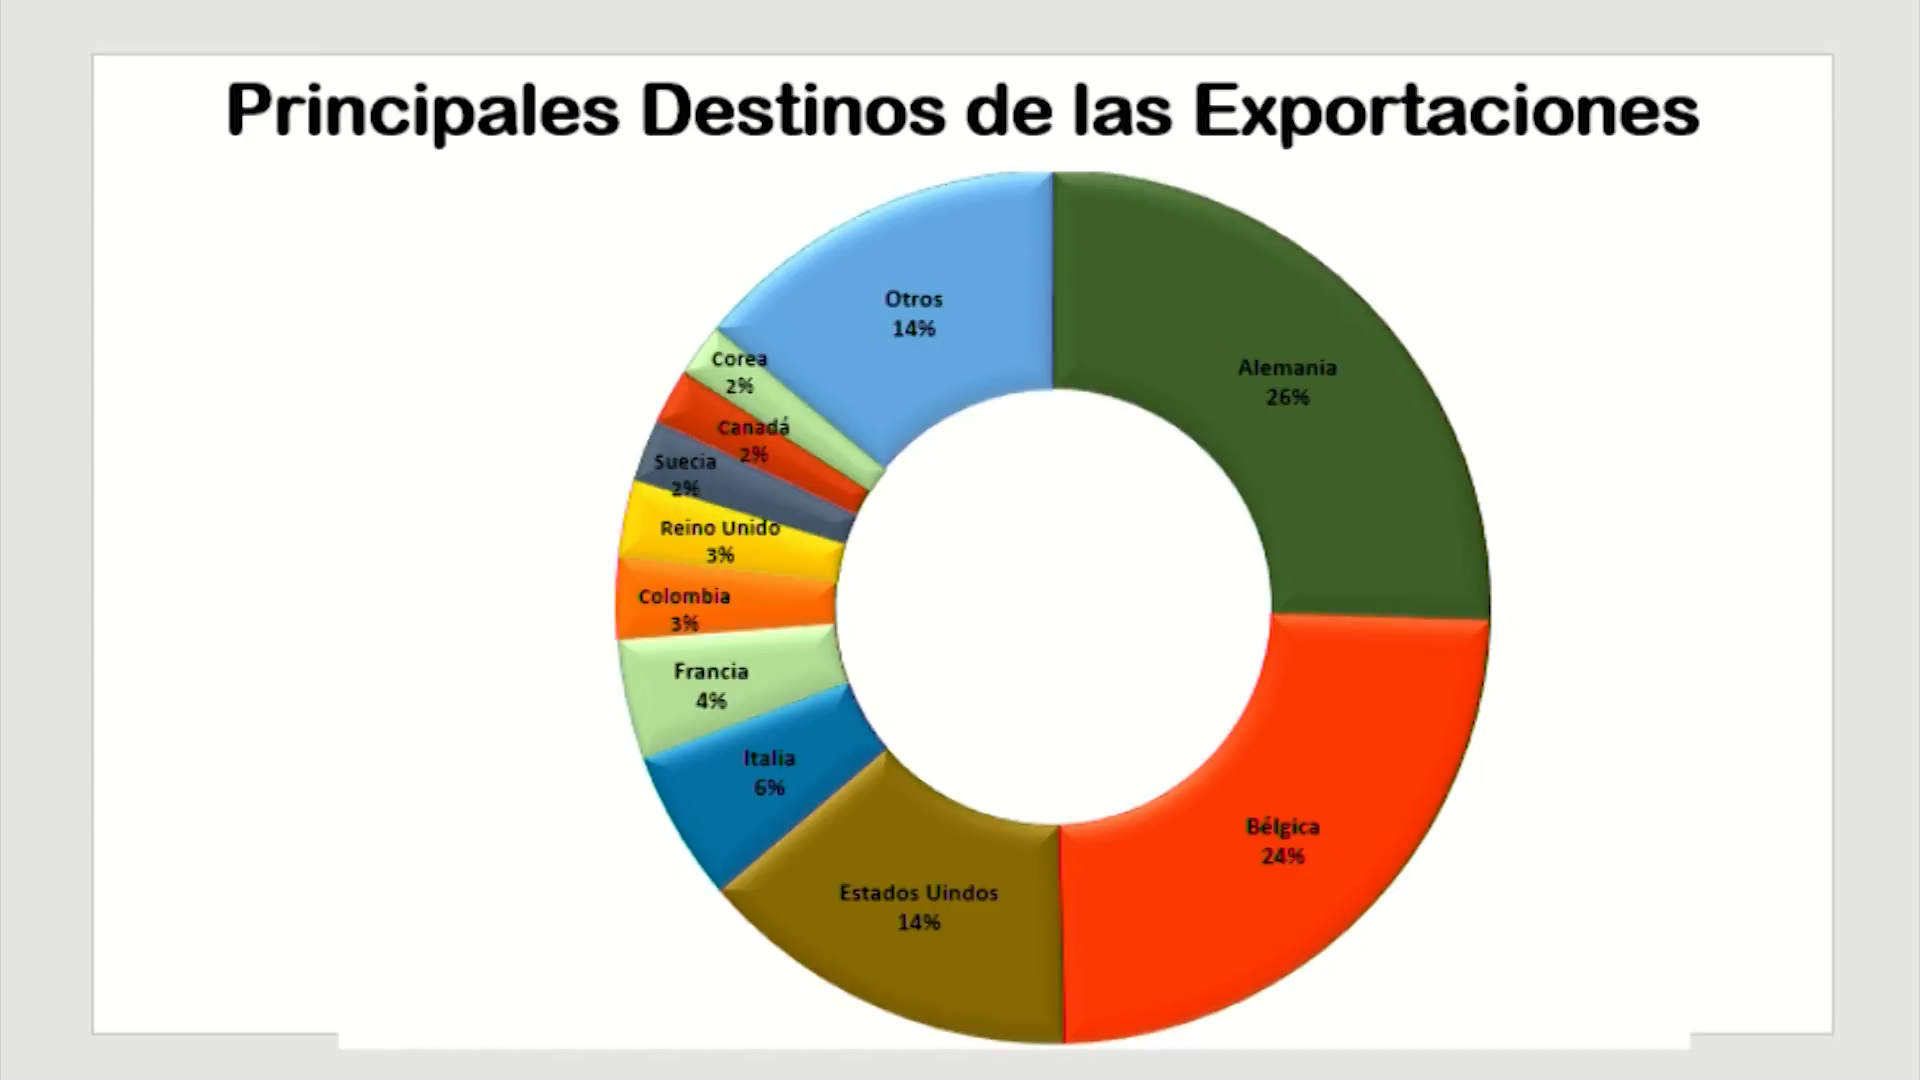 Principales Destinos de las Exportaciones
Otros
14%
Alemania
26%
Corea
2%
Canadá
2%
Suecia
2%
Reino Unido
3%
Colombia
3%
Francia
4%
Italia
6%
Estados Uindos
14%
Bélgica
24%